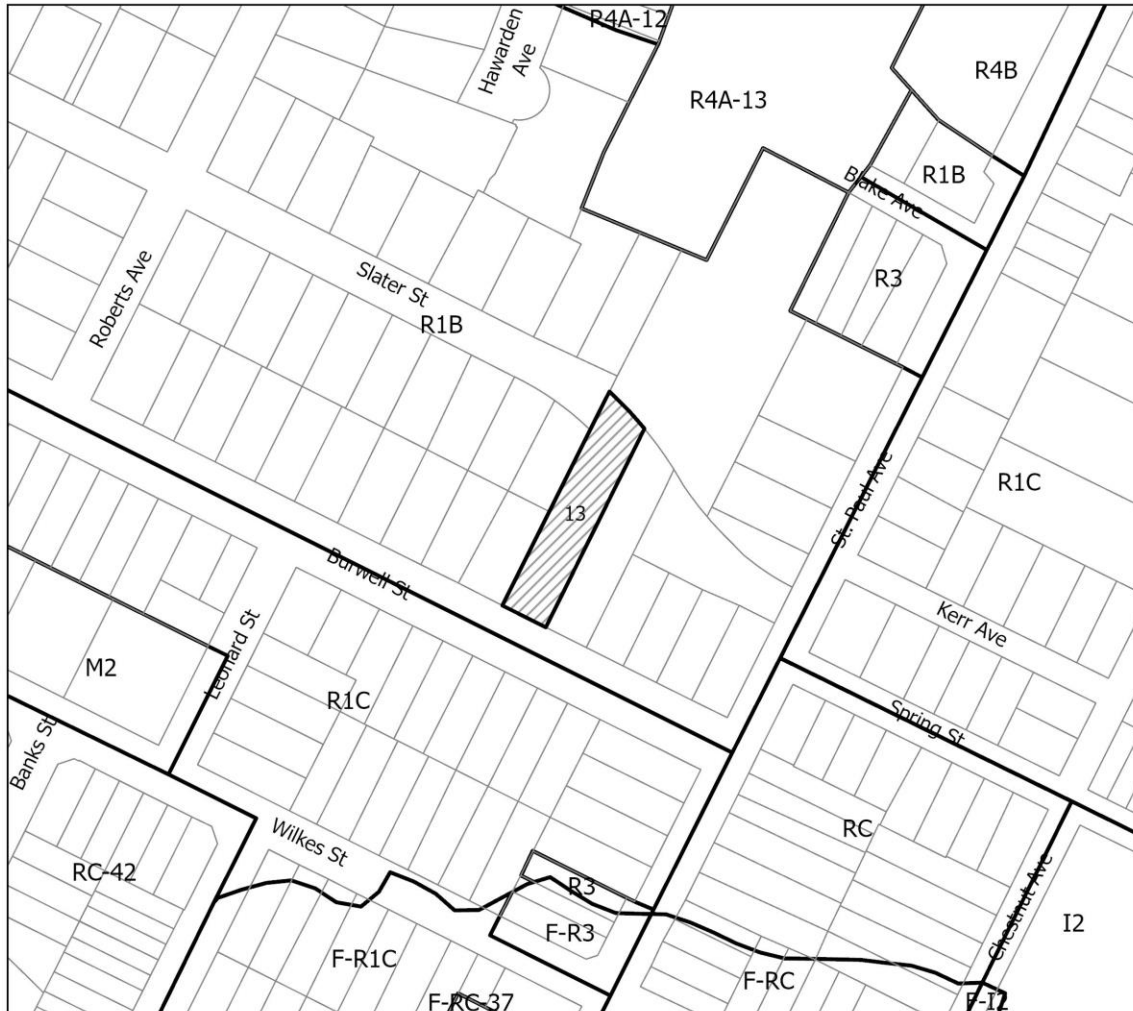 R4A-12
Hawarden
Ave
R4B
R4A-13
R1B
Blake Ave
R3
Slater St
Roberts Ave
R1B
St. Paul Ave
R1C
13
Burwell St
Kerr Ave
Leonard St
M2
R1C
Spring St
Banks St
RC
Wilkes St
RC-42
R3
Chestnut Ave
I2
F-R3
F-R1C
F-RC
F-RC-37
F-I2